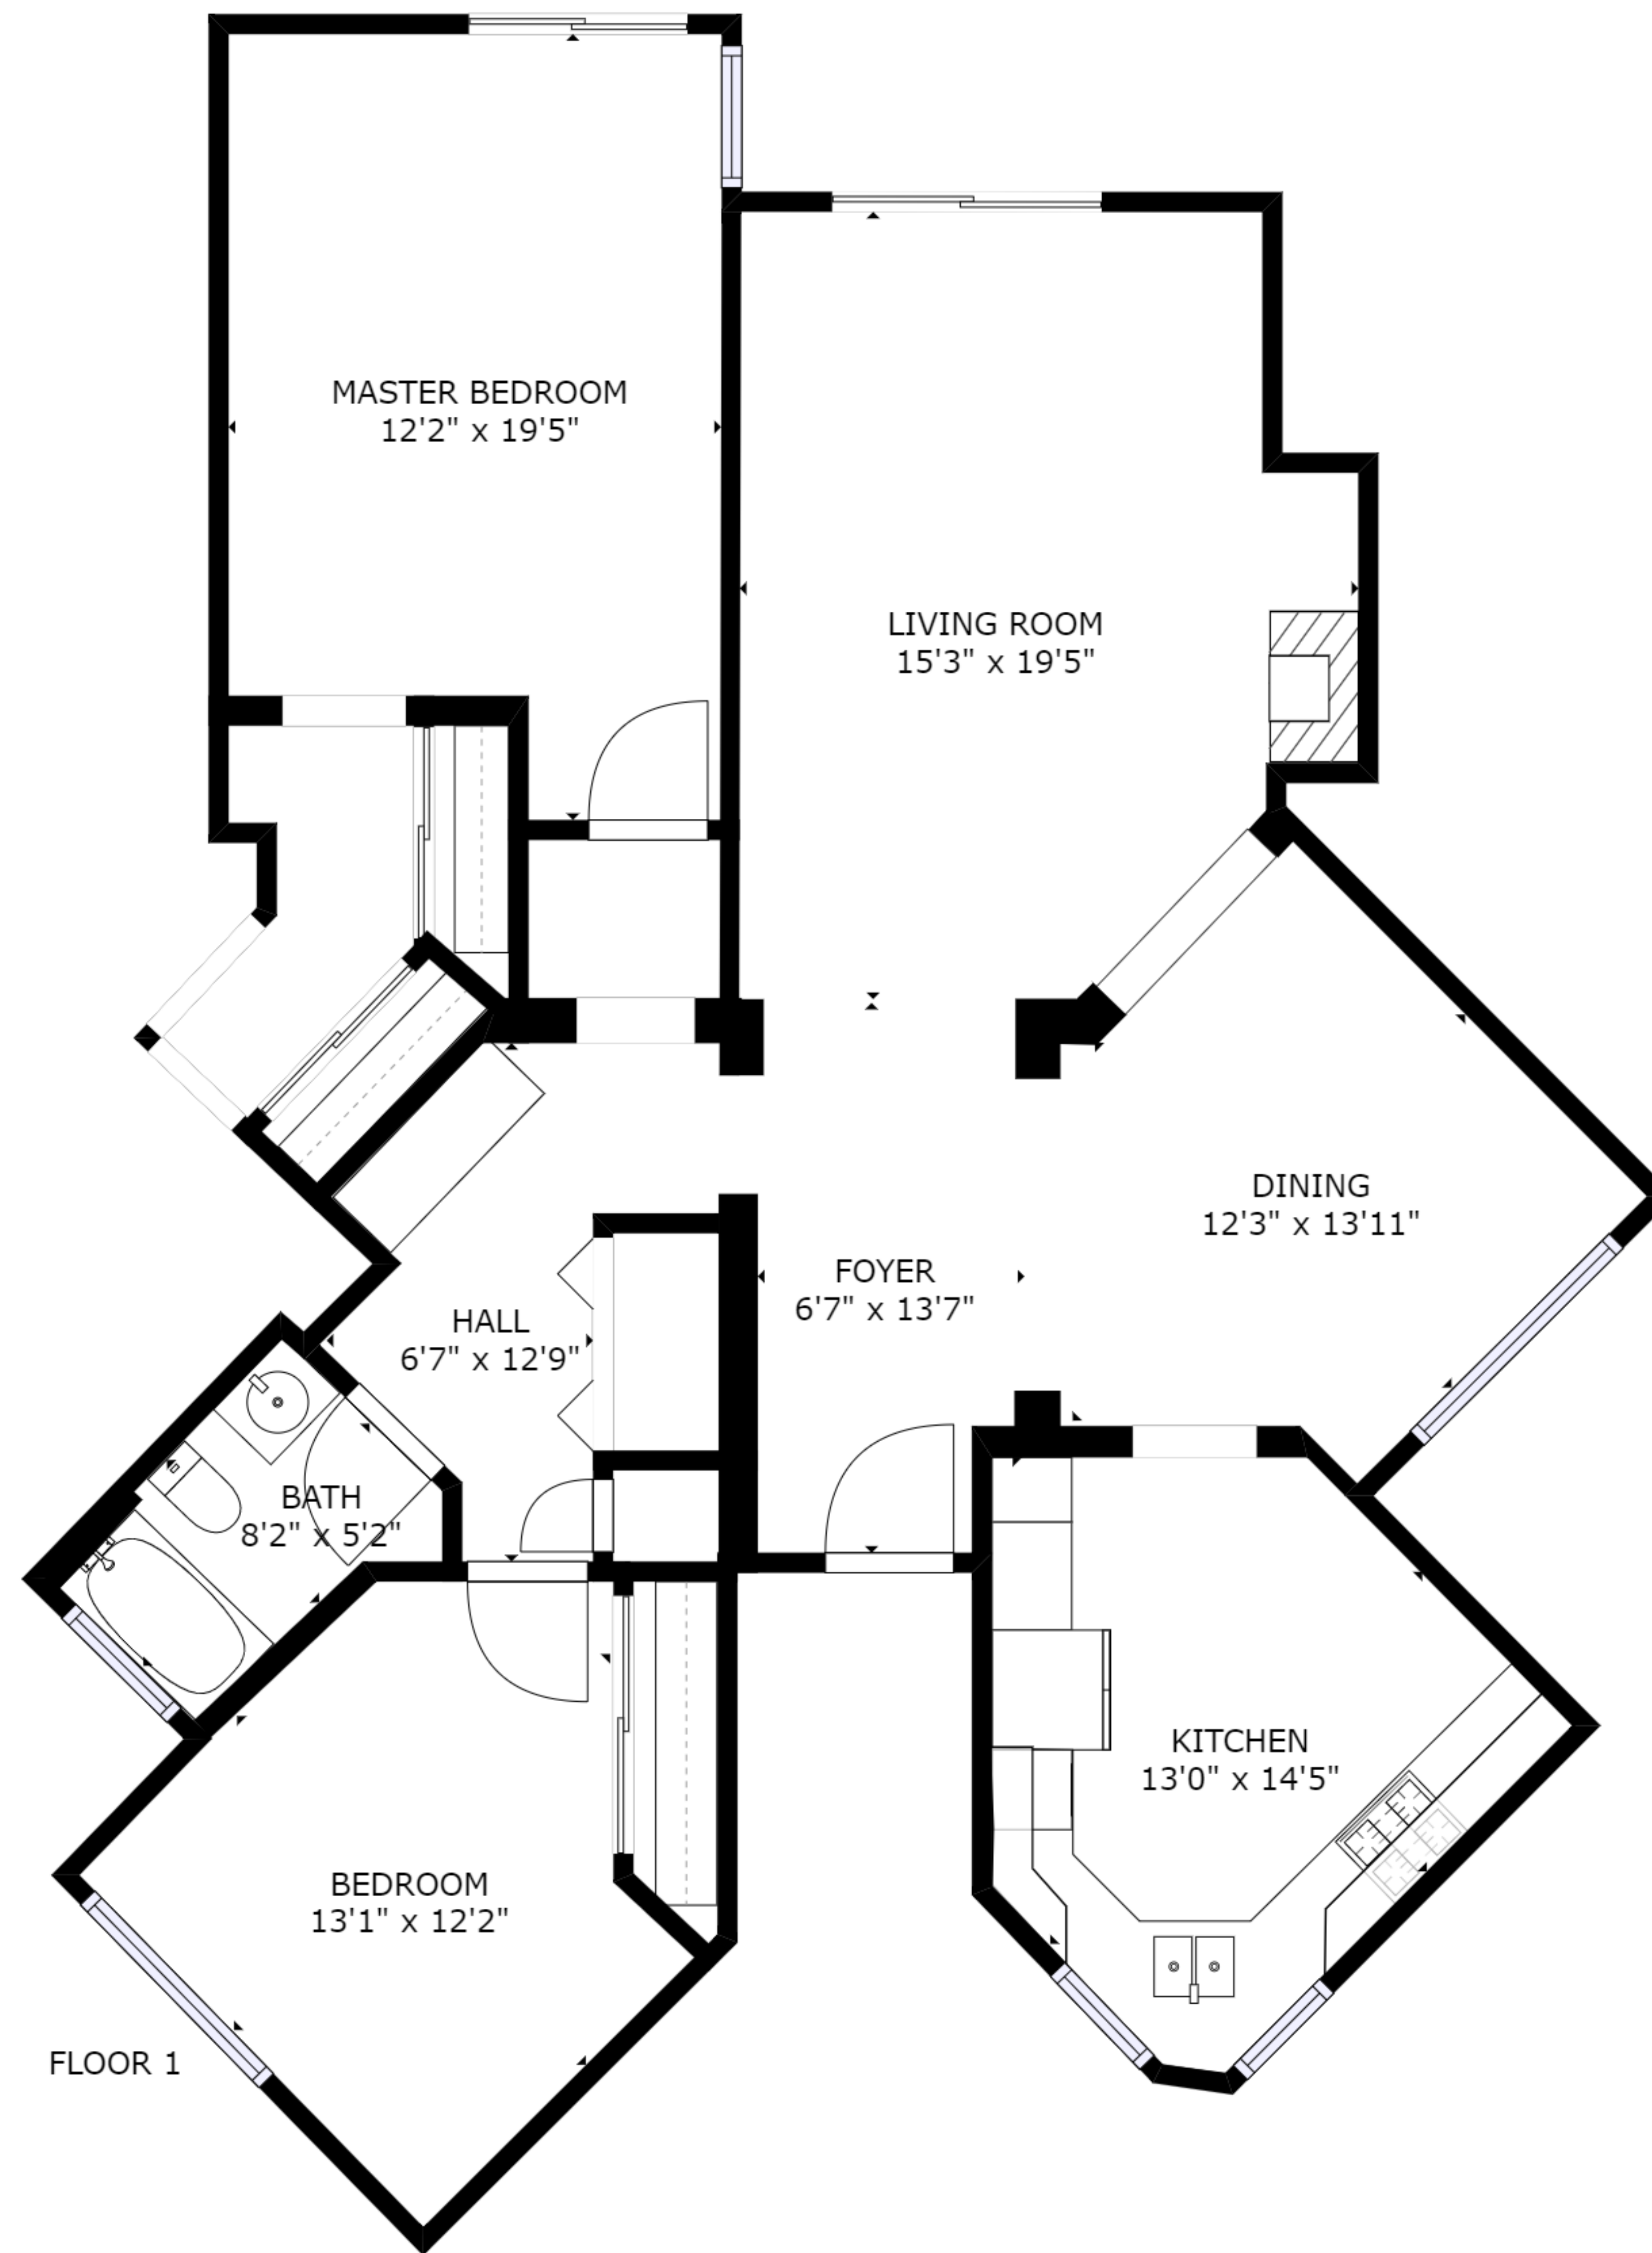 MASTER BEDROOM
12'2" x 19'5"
LIVING ROOM
15'3" x 19'5"
DINING
12'3" x 13'11"
FOYER
6'7" x 13'7"
HALL
6'7" x 12'9"
BATH
8'2" x 5'2"
KITCHEN
13'0" x 14'5"
BEDROOM
13'1" x 12'2"
FLOOR 1